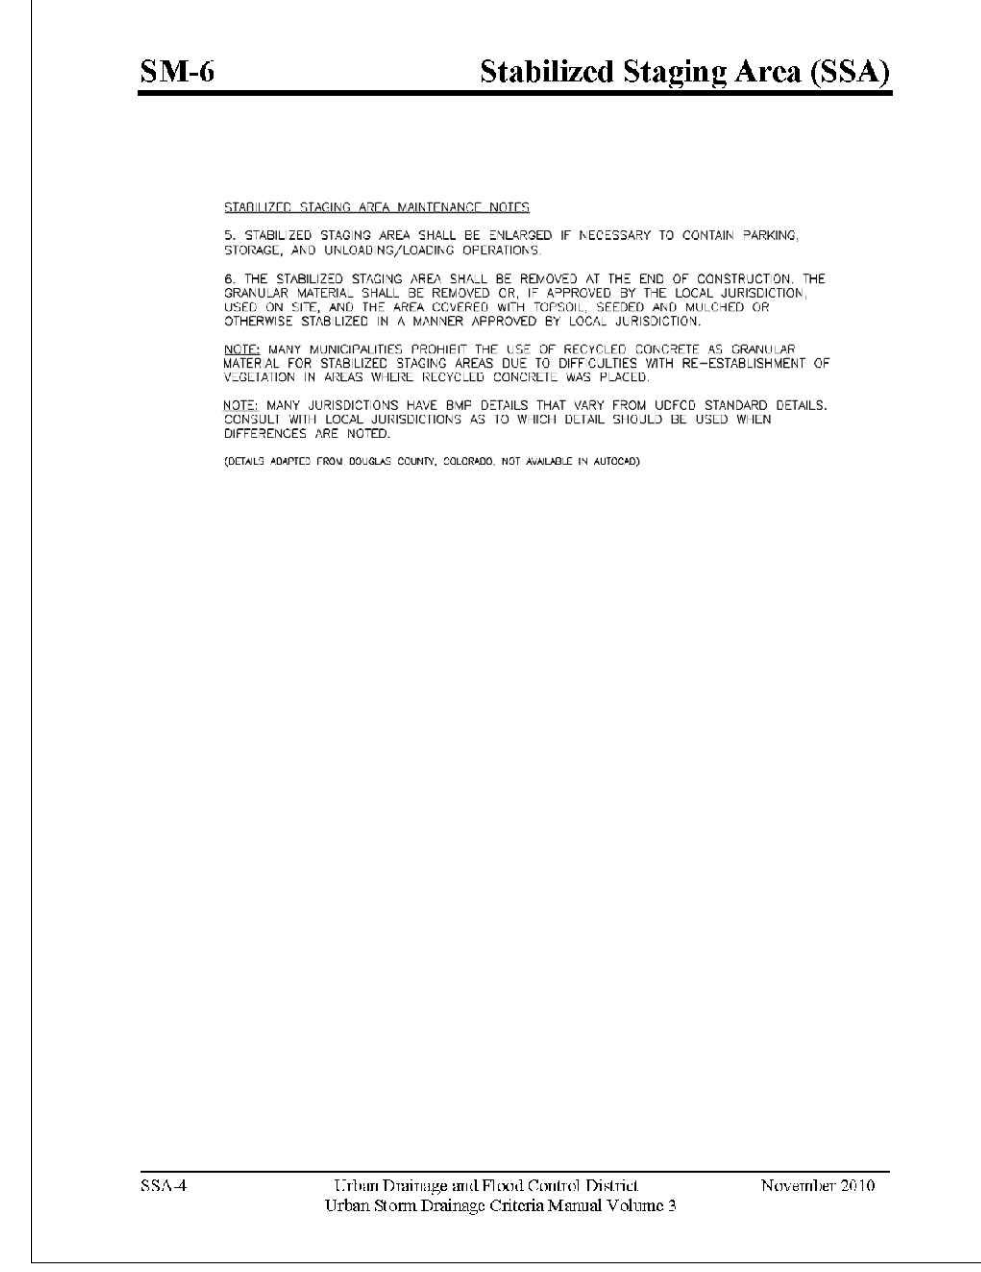 SM-6 Stabilized Staging Area (SSA)
STABILIZED STAGING AREA MAINTENANCE NOTES
5. STABILIZED STAGING AREA SHALL BE ENLARGED IF NECESSARY TO CONTAIN PARKING,
STORAGE, AND UNLOADING/LOADING OPERATIONS.
6. THE STABILIZED STAGING AREA SHALL BE REMOVED AT THE END OF CONSTRUCTION. THE
GRANULAR MATERIAL SHALL BE REMOVED OR, IF APPROVED BY THE LOCAL JURISDICTION,
USED ON SITE, AND THE AREA COVERED WITH TOPSOIL, SEEDED AND MULCHED OR
OTHERWISE STABILIZED IN A MANNER APPROVED BY LOCAL JURISDICTION.
NOTE: MANY MUNICIPALITIES PROHIBIT THE USE OF RECYCLED CONCRETE AS GRANULAR
MATERIAL FOR STABILIZED STAGING AREAS DUE TO DIFFICULTIES WITH RE-ESTABLISHMENT OF
VEGETATION IN AREAS WHERE RECYCLED CONCRETE WAS PLACED.
NOTE: MANY JURISDICTIONS HAVE BMP DETAILS THAT VARY FROM UDFCD STANDARD DETAILS.
CONSULT WITH LOCAL JURISDICTIONS AS TO WHICH DETAIL SHOULD BE USED WHEN
DIFFERENCES ARE NOTED.
(DETAILS ADAPTED FROM DOUGLAS COUNTY, COLORADO, NOT AVAILABLE IN AUTOCAD)
SSA-4 Urban Drainage and Flood Control District November 2010
Urban Storm Drainage Criteria Manual Volume 3